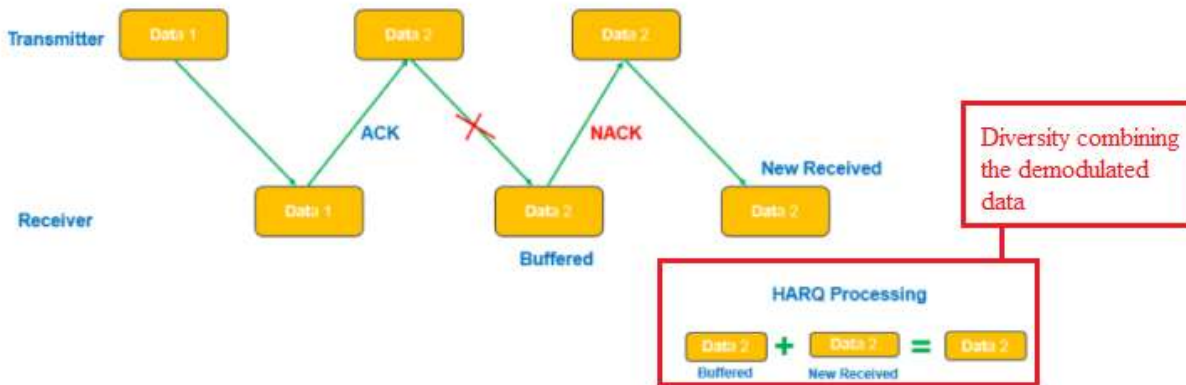 Transmitter
Data 1
Data 2
Data 2
ACK
NACK
New Received
Receiver
Data 1
Data 2
Data 2
Buffered
Diversity combining
the demodulated
data
HARQ Processing
Data 2 + Data 2 = Data 2
Buffered New Received